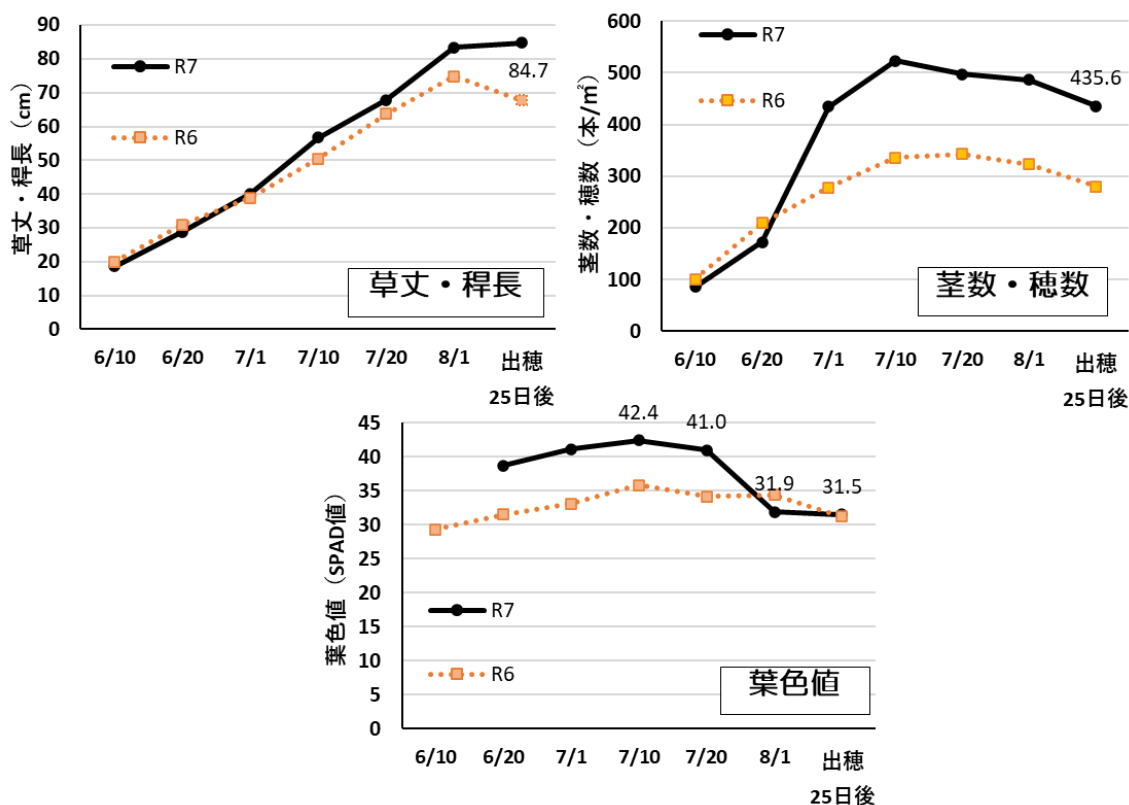 草丈・稈長（cm）
90
80
70
60
50
40
30
20
10
0
R7
R6
84.7
草丈・稈長
6/10 6/20 7/1 7/10 7/20 8/1 出穂
25日後
茎数・穂数（本/㎡）
600
500
400
300
200
100
0
R7
R6
435.6
茎数・穂数
6/10 6/20 7/1 7/10 7/20 8/1 出穂
25日後
葉色値（SPAD値）
45
40
35
30
25
20
15
10
5
0
42.4 41.0
31.9 31.5
R7
R6
葉色値
6/10 6/20 7/1 7/10 7/20 8/1 出穂
25日後